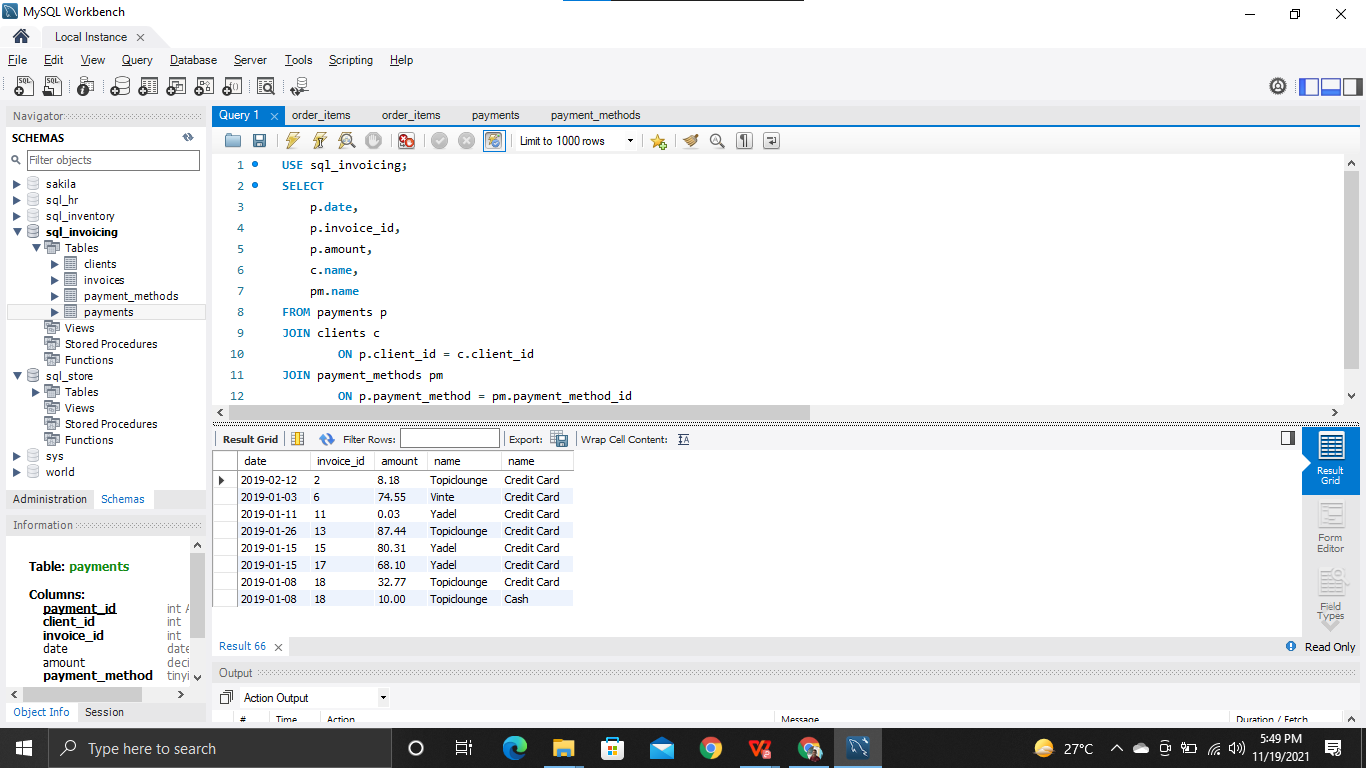 MySQL Workbench
Local Instance
File Edit View Query Database Server Tools Scripting Help
Navigator
SCHEMAS
Filter objects
sakila
sql_hr
sql_inventory
sql_invoicing
Tables
clients
invoices
payment_methods
payments
Views
Stored Procedures
Functions
sql_store
Tables
Views
Stored Procedures
Functions
sys
world
Administration Schemas
Information
Table: payments
Columns:
payment_id int A
client_id int
invoice_id int
date date
amount deci
payment_method tinyi
Object Info Session
Query 1 order_items order_items payments payment_methods
Limit to 1000 rows
1 USE sql_invoicing;
2 SELECT
3 p.date,
4 p.invoice_id,
5 p.amount,
6 c.name,
7 pm.name
8 FROM payments p
9 JOIN clients c
10 ON p.client_id = c.client_id
11 JOIN payment_methods pm
12 ON p.payment_method = pm.payment_method_id
Result Grid Filter Rows: Export: Wrap Cell Content:
date invoice_id amount name name
2019-02-12 2 8.18 Topiclounge Credit Card
2019-01-03 6 74.55 Vinte Credit Card
2019-01-11 11 0.03 Yadel Credit Card
2019-01-26 13 87.44 Topiclounge Credit Card
2019-01-15 15 80.31 Yadel Credit Card
2019-01-15 17 68.10 Yadel Credit Card
2019-01-08 18 32.77 Topiclounge Credit Card
2019-01-08 18 10.00 Topiclounge Cash
Result Grid
Form Editor
Field Types
Result 66
Read Only
Output
Action Output
# Time Action Message Duration / Fetch
Type here to search
27°C
5:49 PM
11/19/2021